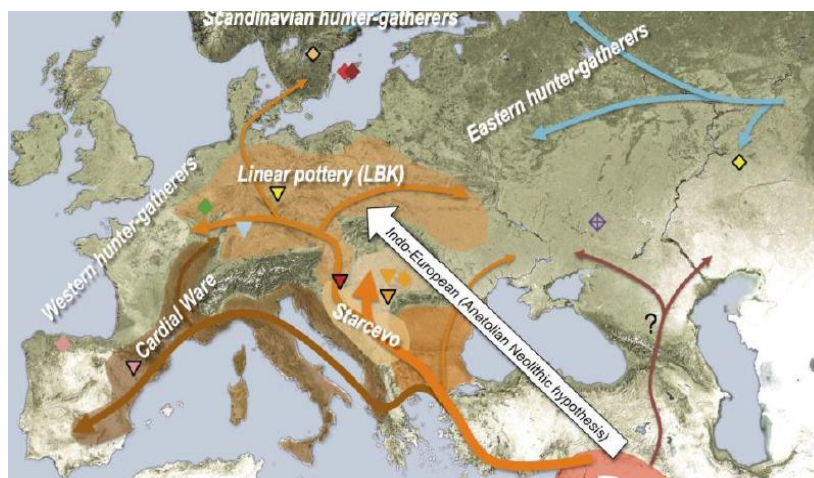 Scandinavian hunter-gatherers
Eastern hunter-gatherers
Linear pottery (LBK)
Western hunter-gatherers
Indo-European (Anatolian Neolithic hypothesis)
Cardial Ware
Starcevo
?